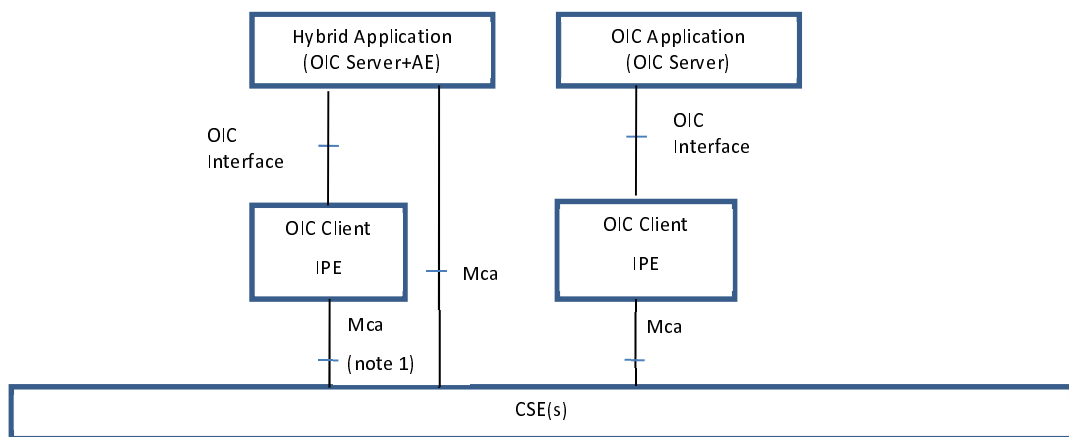 Hybrid Application
(OIC Server+AE)
OIC Application
(OIC Server)
OIC
Interface
OIC
Interface
OIC Client
IPE
OIC Client
IPE
Mca
Mca
(note 1)
Mca
CSE(s)